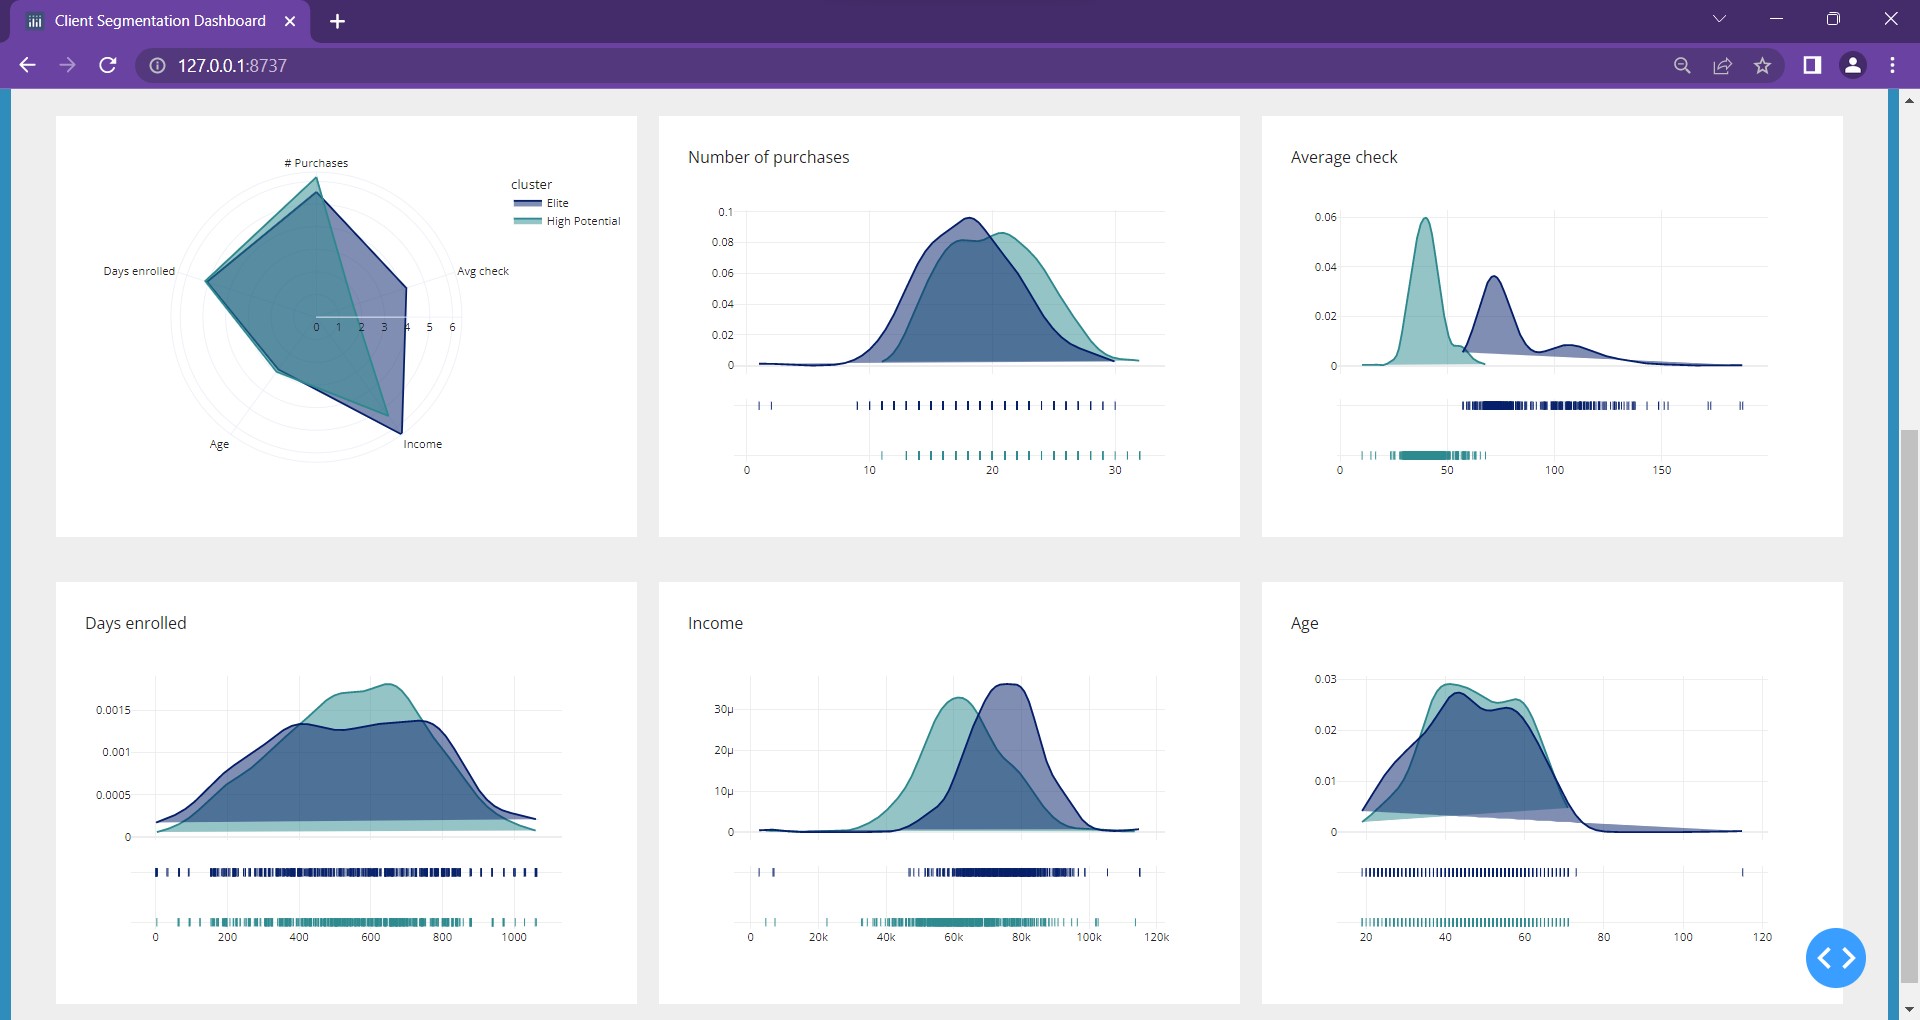 Client Segmentation Dashboard
127.0.0.1:8737
# Purchases
Avg check
Income
Age
Days enrolled
0 1 2 3 4 5 6
cluster
Elite
High Potential
Number of purchases
0.1
0.08
0.06
0.04
0.02
0
0 10 20 30
Average check
0.06
0.04
0.02
0
0 50 100 150
Days enrolled
0.0015
0.001
0.0005
0
0 200 400 600 800 1000
Income
30μ
20μ
10μ
0
0 20k 40k 60k 80k 100k 120k
Age
0.03
0.02
0.01
0
20 40 60 80 100 120